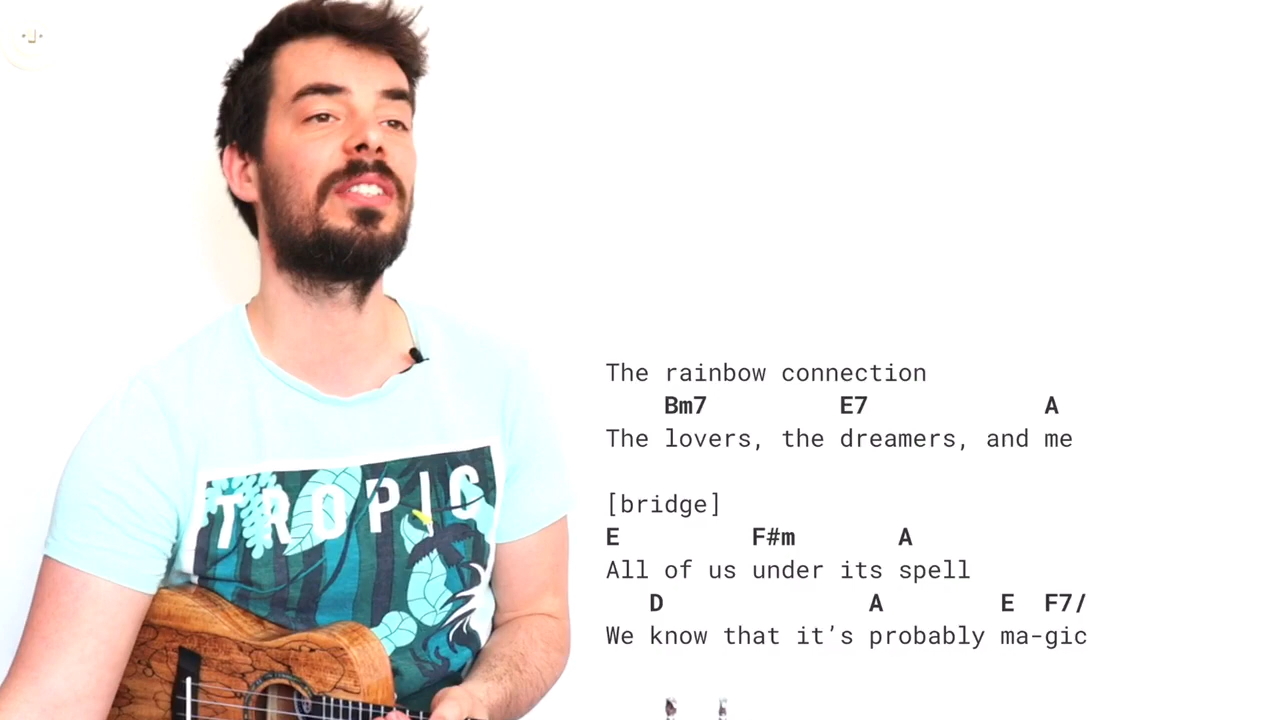 TROPIC
The rainbow connection
Bm7 E7 A
The lovers, the dreamers, and me
[bridge]
E F#m A
All of us under its spell
D A E F7/
We know that it’s probably ma-gic